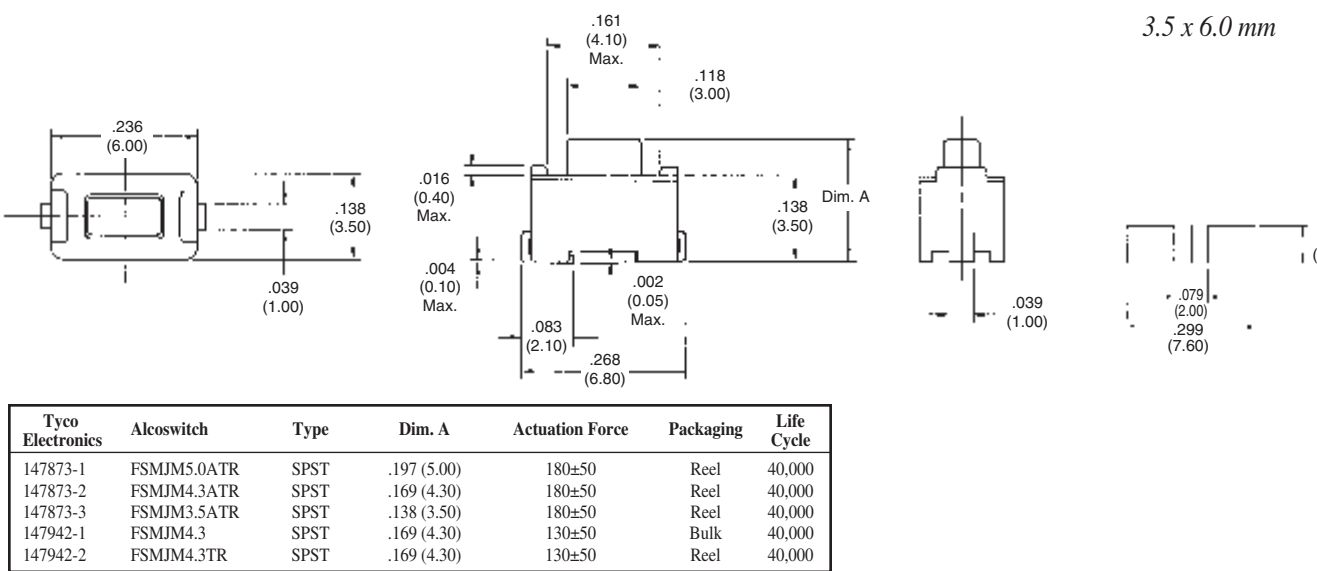 3.5 x 6.0 mm
.161
(4.10)
Max.
.118
(3.00)
.236
(6.00)
.138
(3.50)
.039
(1.00)
.016
(0.40)
Max.
.004
(0.10)
Max.
.083
(2.10)
.268
(6.80)
.002
(0.05)
Max.
.138
(3.50)
Dim. A
.039
(1.00)
.079
(2.00)
.299
(7.60)
(
Tyco Electronics Alcoswitch Type Dim. A Actuation Force Packaging Life Cycle
147873-1 FSMJM5.0ATR SPST .197 (5.00) 180±50 Reel 40,000
147873-2 FSMJM4.3ATR SPST .169 (4.30) 180±50 Reel 40,000
147873-3 FSMJM3.5ATR SPST .138 (3.50) 180±50 Reel 40,000
147942-1 FSMJM4.3 SPST .169 (4.30) 130±50 Bulk 40,000
147942-2 FSMJM4.3TR SPST .169 (4.30) 130±50 Reel 40,000